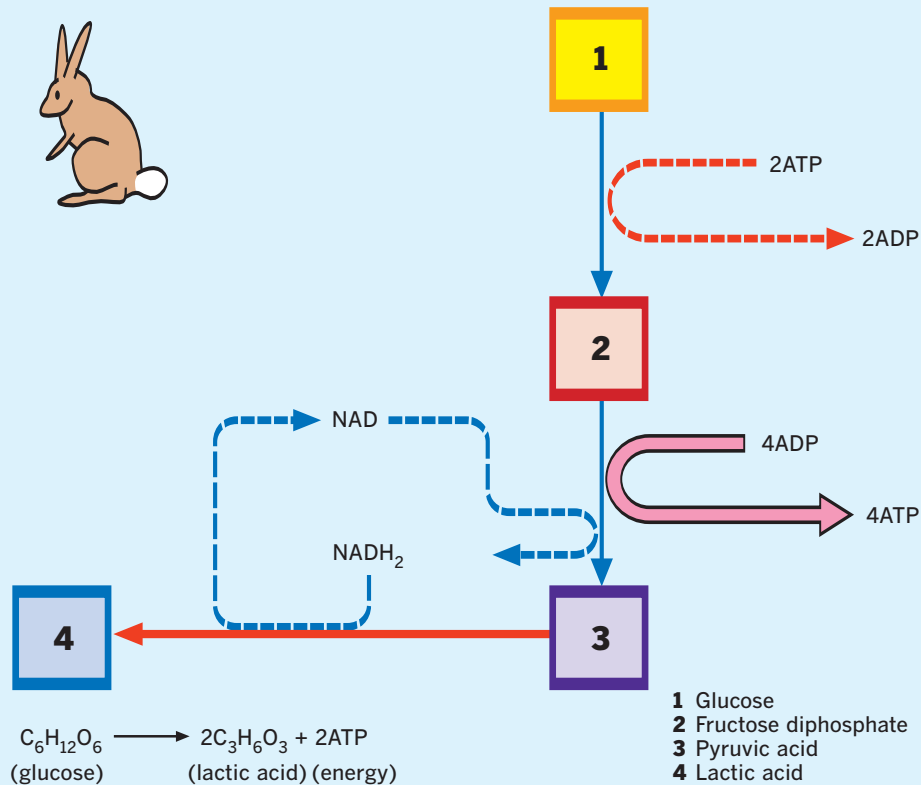 1
2ATP
2ADP
2
NAD
4ADP
4ATP
NADH₂
4
3
C₆H₁₂O₆ → 2C₃H₆O₃ + 2ATP
(glucose) (lactic acid) (energy)
1 Glucose
2 Fructose diphosphate
3 Pyruvic acid
4 Lactic acid